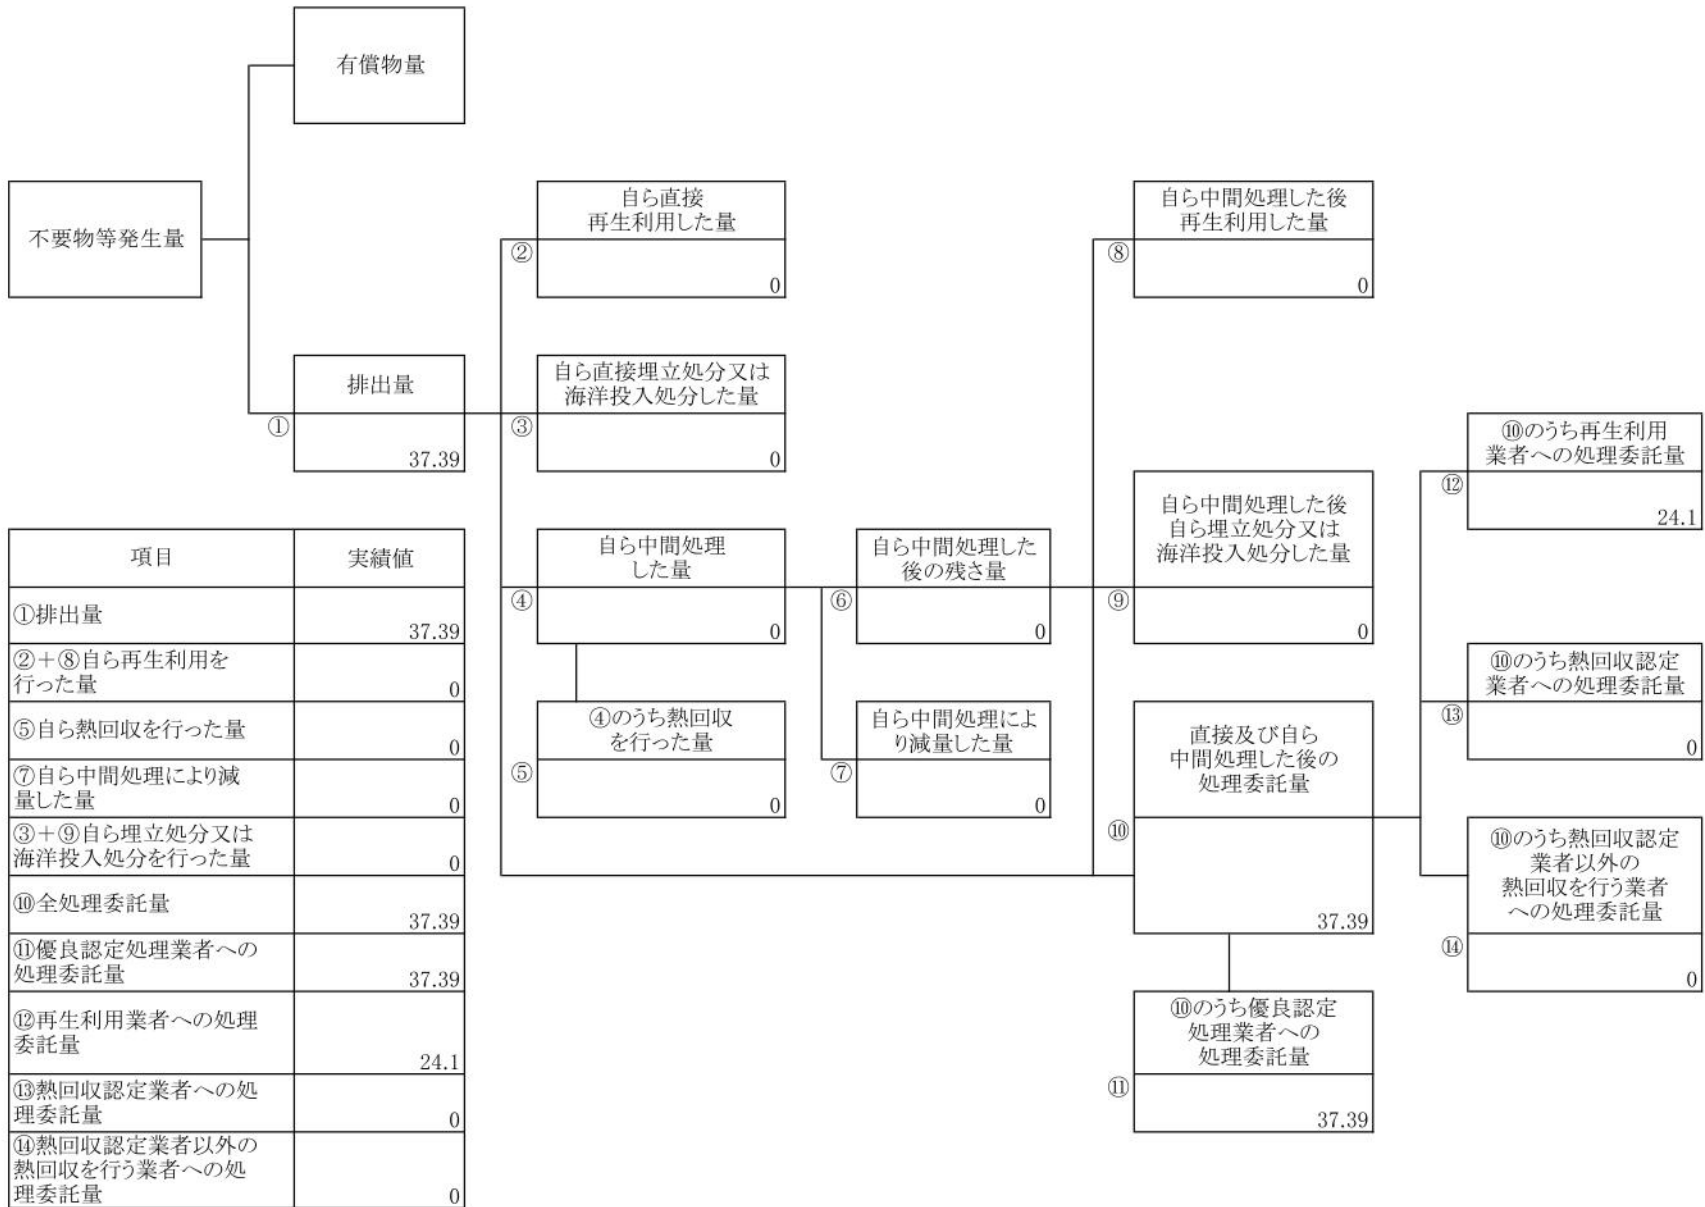 有償物量
不要物等発生量
自ら直接
再生利用した量
②
0
自ら中間処理した後
再生利用した量
⑧
0
排出量
①
37.39
自ら直接埋立処分又は
海洋投入処分した量
③
0
⑩のうち再生利用
業者への処理委託量
⑫
24.1
自ら中間処理
した量
④
0
自ら中間処理した
後の残さ量
⑥
0
自ら中間処理した後
自ら埋立処分又は
海洋投入処分した量
⑨
0
⑩のうち熱回収認定
業者への処理委託量
⑬
0
④のうち熱回収
を行った量
⑤
0
自ら中間処理によ
り減量した量
⑦
0
直接及び自ら
中間処理した後の
処理委託量
⑩
37.39
⑩のうち熱回収認定
業者以外の
熱回収を行う業者
への処理委託量
⑭
0
⑩のうち優良認定
処理業者への
処理委託量
⑪
37.39
項目 実績値
①排出量
37.39
②+⑧自ら再生利用を
行った量
0
⑤自ら熱回収を行った量
0
⑦自ら中間処理により減
量した量
0
③+⑨自ら埋立処分又は
海洋投入処分を行った量
0
⑩全処理委託量
37.39
⑪優良認定処理業者への
処理委託量
37.39
⑫再生利用業者への処理
委託量
24.1
⑬熱回収認定業者への処
理委託量
0
⑭熱回収認定業者以外の
熱回収を行う業者への処
理委託量
0